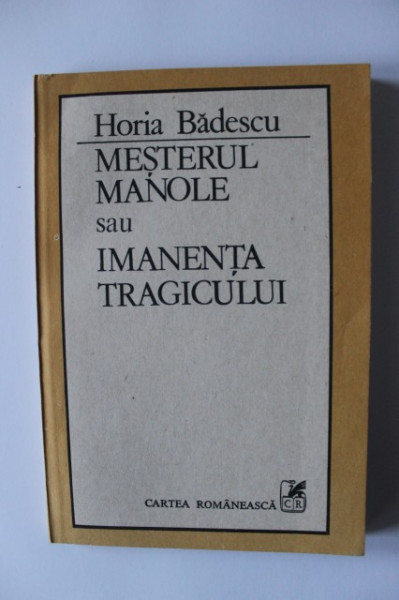 Horia Bădescu
MEȘTERUL
MANOLE
sau
IMANENȚA
TRAGICULUI
CARTEA ROMÂNEASCĂ
CR